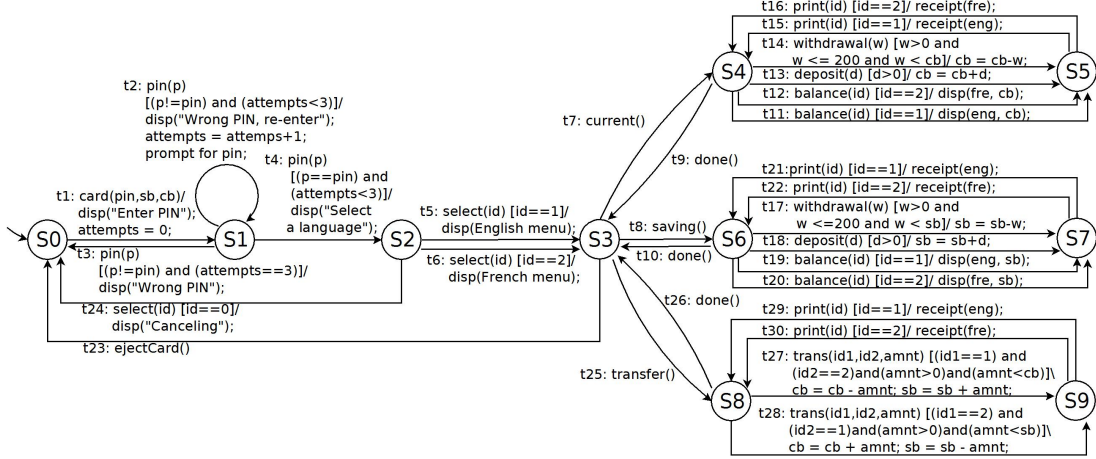 t16: print(id) [id==2]/ receipt(fre);
t15: print(id) [id==1]/ receipt(eng);
t14: withdrawal(w) [w>0 and
w <= 200 and w < cb]/ cb = cb-w;
S4
S5
t13: deposit(d) [d>0]/ cb = cb+d;
t12: balance(id) [id==2]/ disp(fre, cb);
t11: balance(id) [id==1]/ disp(eng, cb);
t2: pin(p)
[(p!=pin) and (attempts<3)]/
disp("Wrong PIN, re-enter");
attempts = attemps+1;
prompt for pin;
t7: current()
t9: done()
t4: pin(p)
[(p==pin) and
(attempts<3)]/
disp("Select
a language");
t1: card(pin,sb,cb)/
disp("Enter PIN");
attempts = 0;
S0
S1
S2
S3
t3: pin(p)
[(p!=pin) and (attempts==3)]/
disp("Wrong PIN")
t5: select(id) [id==1]/
disp(English menu);
t6: select(id) [id==2]/
disp(French menu);
t8: saving()
t10: done()
t21:print(id) [id==1]/ receipt(eng);
t22: print(id) [id==2]/ receipt(fre);
t17: withdrawal(w) [w>0 and
w <=200 and w < sb]/ sb = sb-w;
S6
S7
t18: deposit(d) [d>0]/ sb = sb+d;
t19: balance(id) [id==1]/ disp(eng, sb);
t20: balance(id) [id==2]/ disp(fre, sb);
t24: select(id) [id==0]/
disp("Canceling");
t23: ejectCard()
t26: done()
t25: transfer()
t29: print(id) [id==1]/ receipt(eng);
t30: print(id) [id==2]/ receipt(fre);
t27: trans(id1,id2,amnt) [(id1==1) and
(id2==2)and(amnt>0)and(amnt<cb)]\
cb = cb - amnt; sb = sb + amnt;
S8
S9
t28: trans(id1,id2,amnt) [(id1==2) and
(id2==1)and(amnt>0)and(amnt<sb)]\
cb = cb + amnt; sb = sb - amnt;